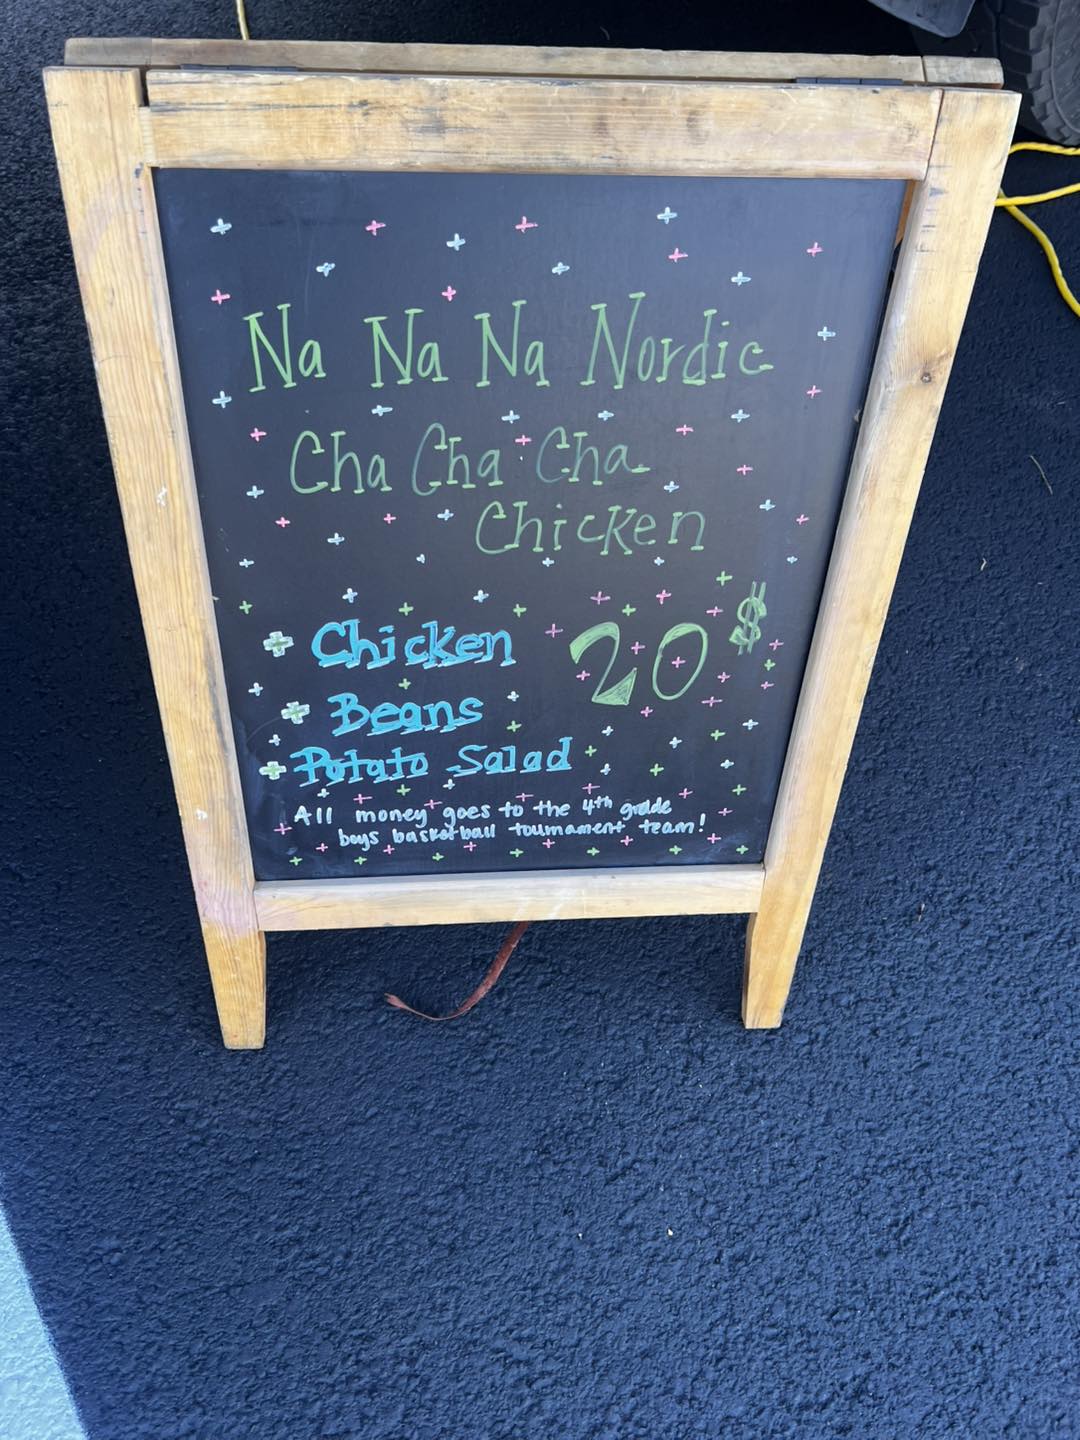 Na Na Na Nordic
Cha Cha Cha
Chicken
Chicken 20$
Beans
Potato Salad
All money goes to the 4th grade
boys basketball tournament team!